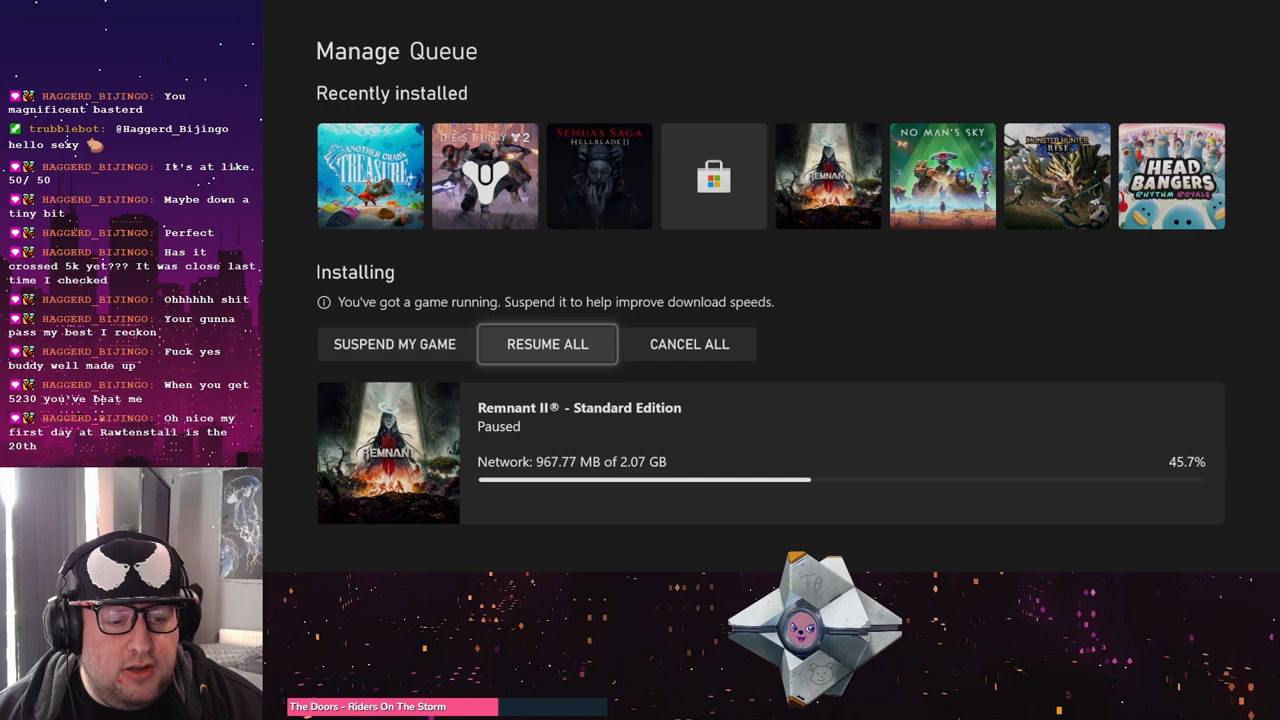 HAGGERD_BIJINGO: You
magnificent basterd
trubblebot: @Haggerd_Bijingo
hello sexy
HAGGERD_BIJINGO: It's at like.
50/ 50
HAGGERD_BIJINGO: Maybe down a
tiny bit
HAGGERD_BIJINGO: Perfect
HAGGERD_BIJINGO: Has it
crossed 5k yet??? It was close last
time I checked
HAGGERD_BIJINGO: Ohhhhhh shit
HAGGERD_BIJINGO: Your gunna
pass my best I reckon
HAGGERD_BIJINGO: Fuck yes
buddy well made up
HAGGERD_BIJINGO: When you get
5230 you've beat me
HAGGERD_BIJINGO: Oh nice my
first day at Rawtenstall is the
20th
Manage Queue
Recently installed
ANOTHER CRAB'S
TREASURE
DESTINY 2
SENUA'S SAGA
HELLBLADE II
REMNANT
NO MAN'S SKY
MONSTER HUNTER
RISE
HEAD
BANGERS
RHYTHM ROYALE
Installing
You've got a game running. Suspend it to help improve download speeds.
SUSPEND MY GAME
RESUME ALL
CANCEL ALL
REMNANT
Remnant II® - Standard Edition
Paused
Network: 967.77 MB of 2.07 GB
45.7%
TB
The Doors - Riders On The Storm